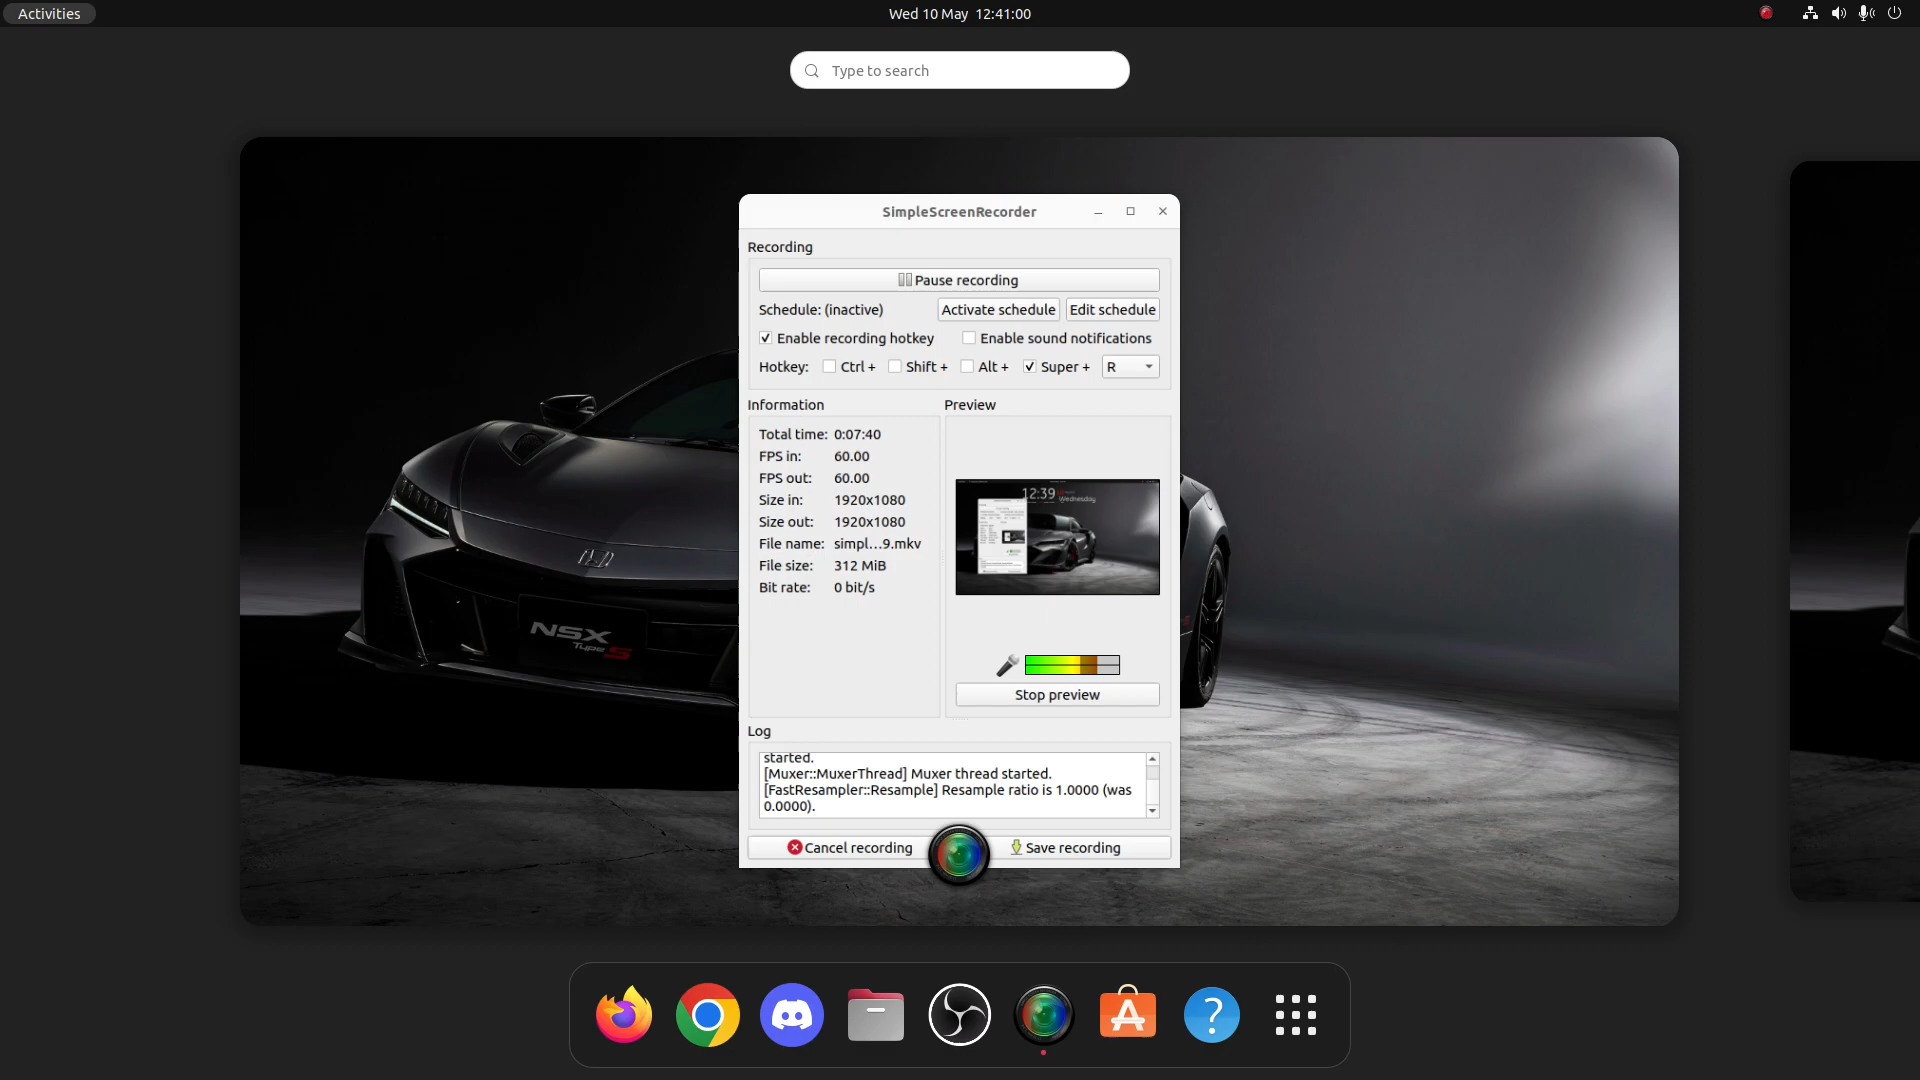 Activities
Wed 10 May 12:41:00
Type to search
SimpleScreenRecorder
Recording
Pause recording
Schedule: (inactive) Activate schedule Edit schedule
Enable recording hotkey Enable sound notifications
Hotkey: Ctrl + Shift + Alt + Super + R
Information
Total time: 0:07:40
FPS in: 60.00
FPS out: 60.00
Size in: 1920x1080
Size out: 1920x1080
File name: simpl...9.mkv
File size: 312 MiB
Bit rate: 0 bit/s
Preview
12:39
Wednesday
Stop preview
Log
started.
[Muxer::MuxerThread] Muxer thread started.
[FastResampler::Resample] Resample ratio is 1.0000 (was
0.0000).
Cancel recording
Save recording
NSX
Type S